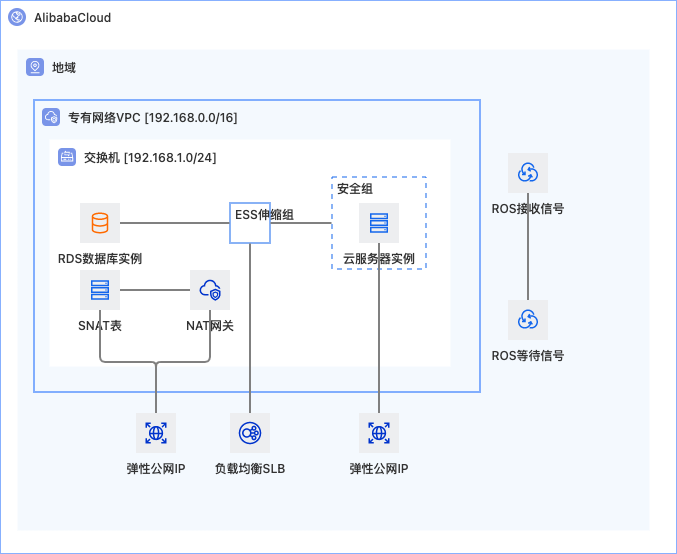 AlibabaCloud
地域
专有网络VPC [192.168.0.0/16]
交换机 [192.168.1.0/24]
安全组
ESS伸缩组
ROS接收信号
RDS数据库实例
云服务器实例
SNAT表
NAT网关
ROS等待信号
弹性公网IP
负载均衡SLB
弹性公网IP